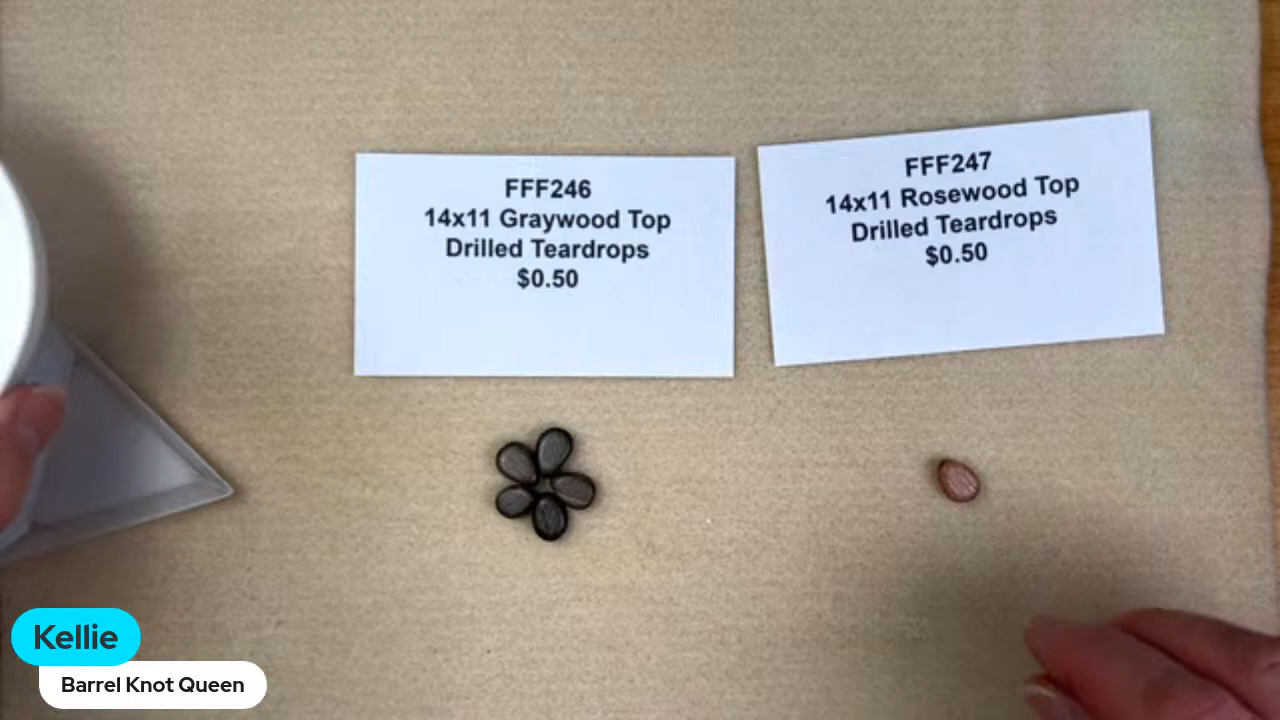 FFF246
14x11 Graywood Top
Drilled Teardrops
$0.50
FFF247
14x11 Rosewood Top
Drilled Teardrops
$0.50
Kellie
Barrel Knot Queen